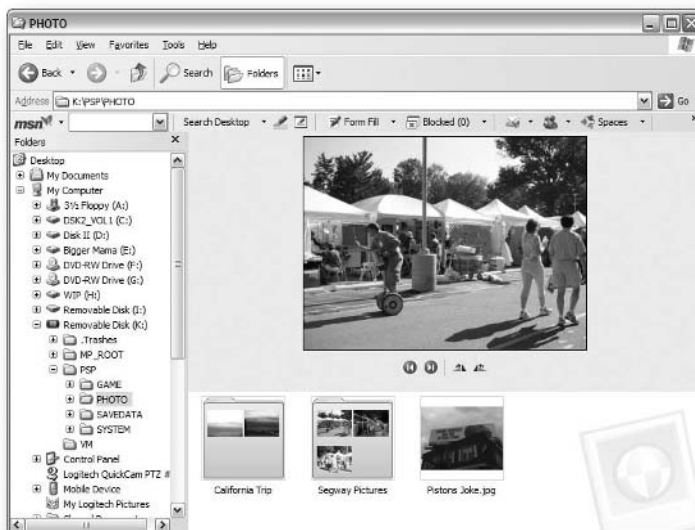 PHOTO
File Edit View Favorites Tools Help
Back Search Folders
Address K:\PSP\PHOTO Go
msn Search Desktop Form Fill Blocked (0) Spaces
Folders X
Desktop
My Documents
My Computer
3½ Floppy (A:)
DSK2_VOL1 (C:)
Disk II (D:)
Bigger Mama (E:)
DVD-RW Drive (F:)
DVD-RW Drive (G:)
WIP (H:)
Removable Disk (I:)
Removable Disk (K:)
.Trashes
MP_ROOT
PSP
GAME
PHOTO
SAVEDATA
SYSTEM
VM
Control Panel
Logitech QuickCam PTZ #
Mobile Device
My Logitech Pictures
California Trip
Segway Pictures
Pistons Joke.jpg